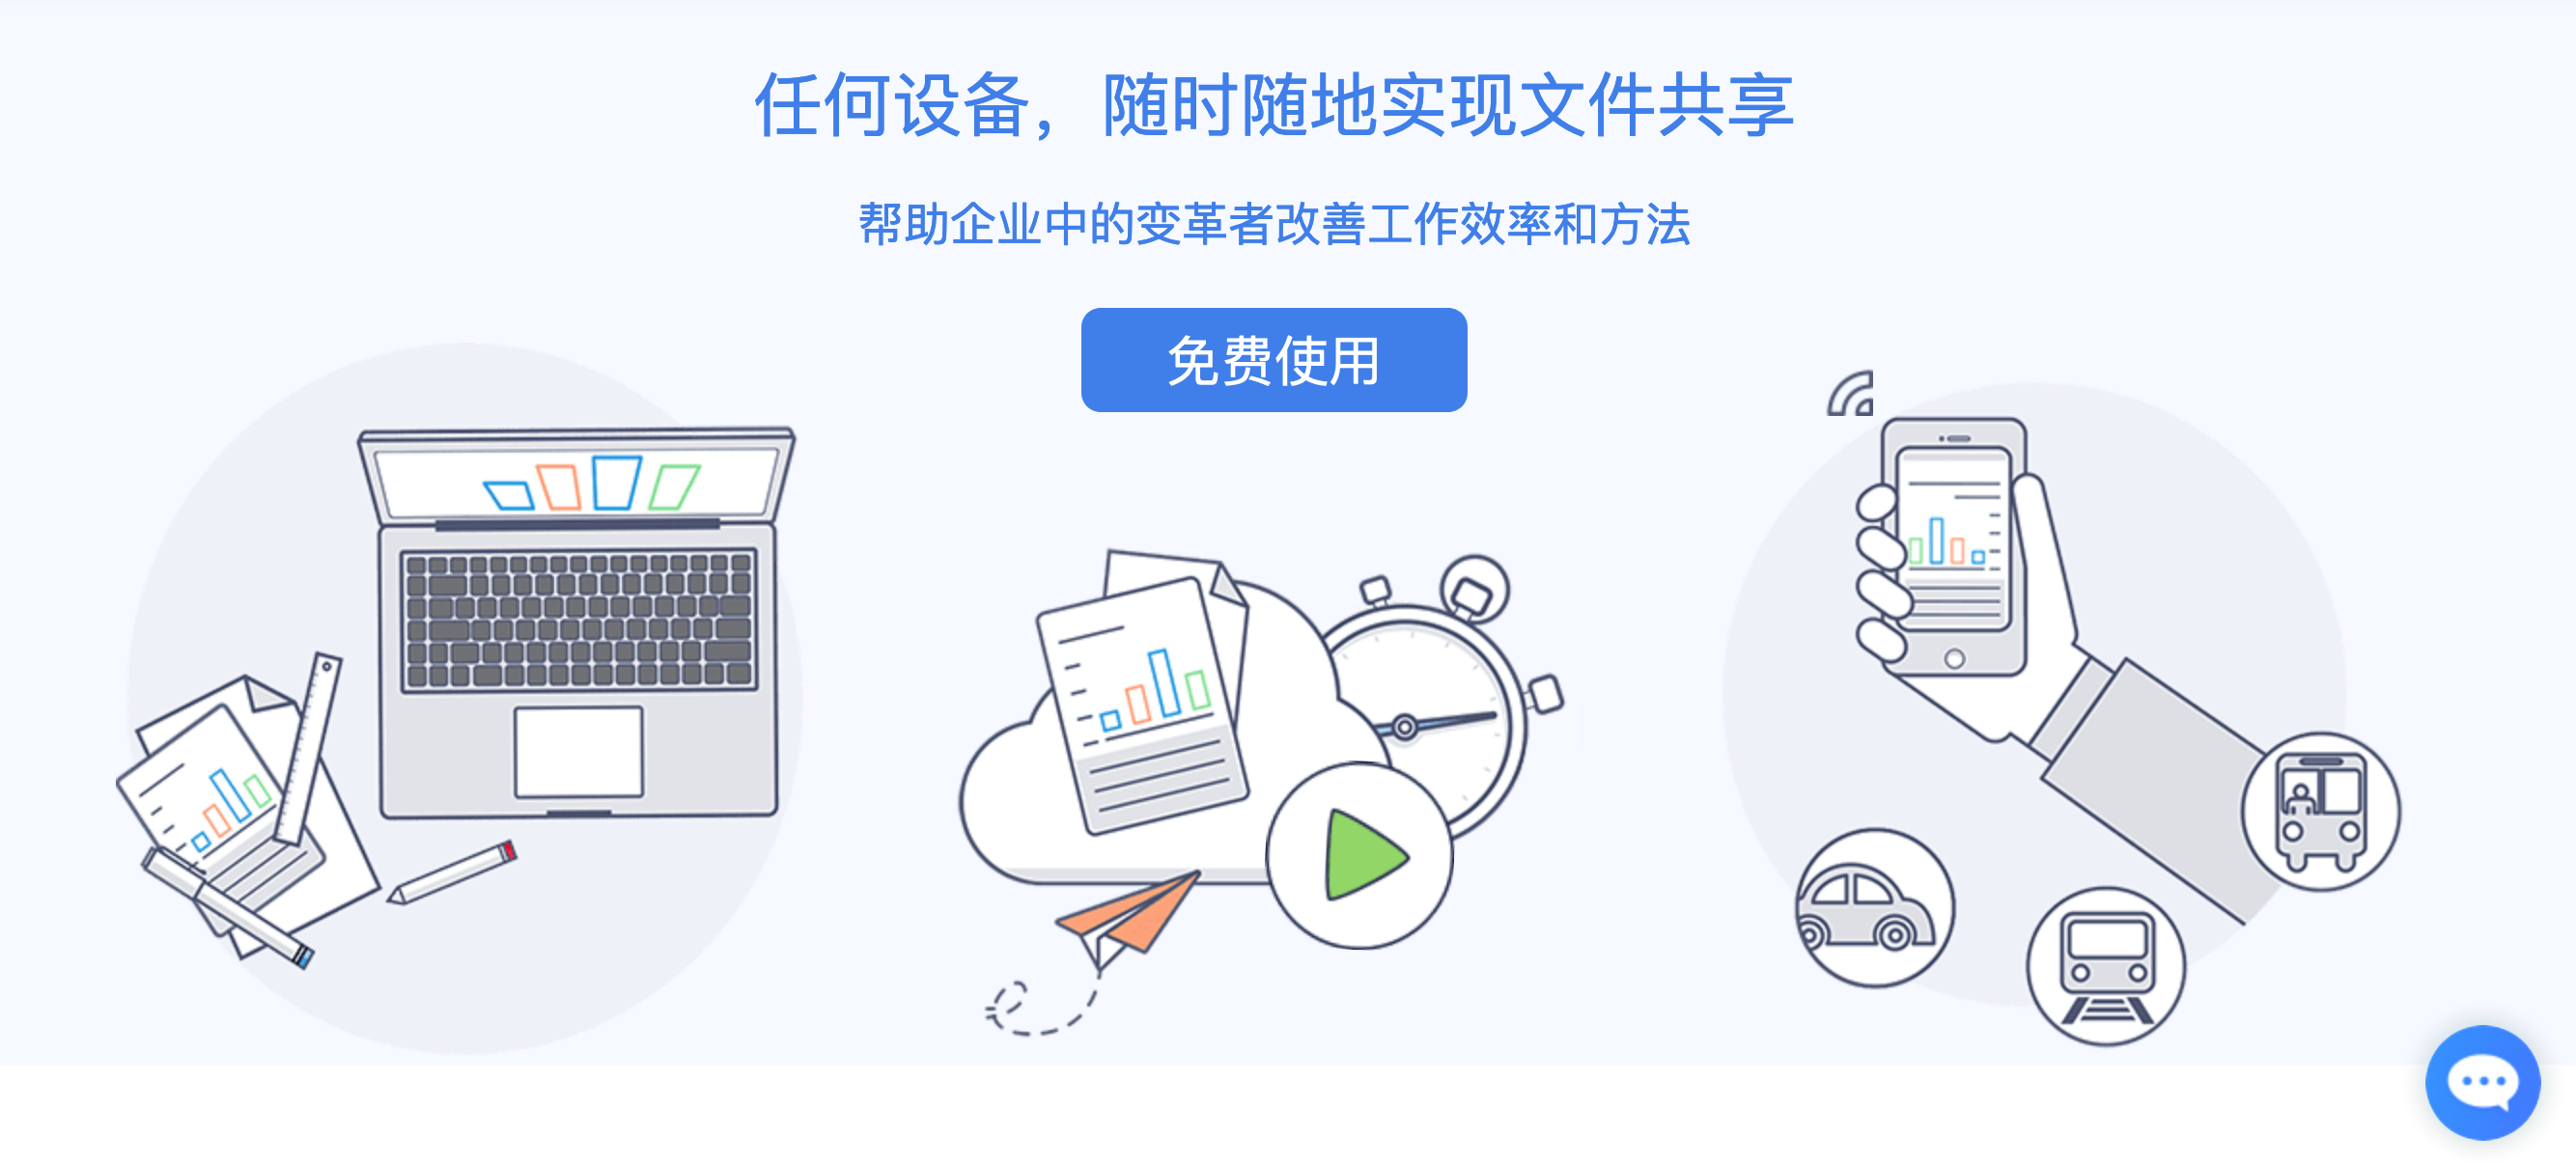 任何设备，随时随地实现文件共享
帮助企业中的变革者改善工作效率和方法
免费使用